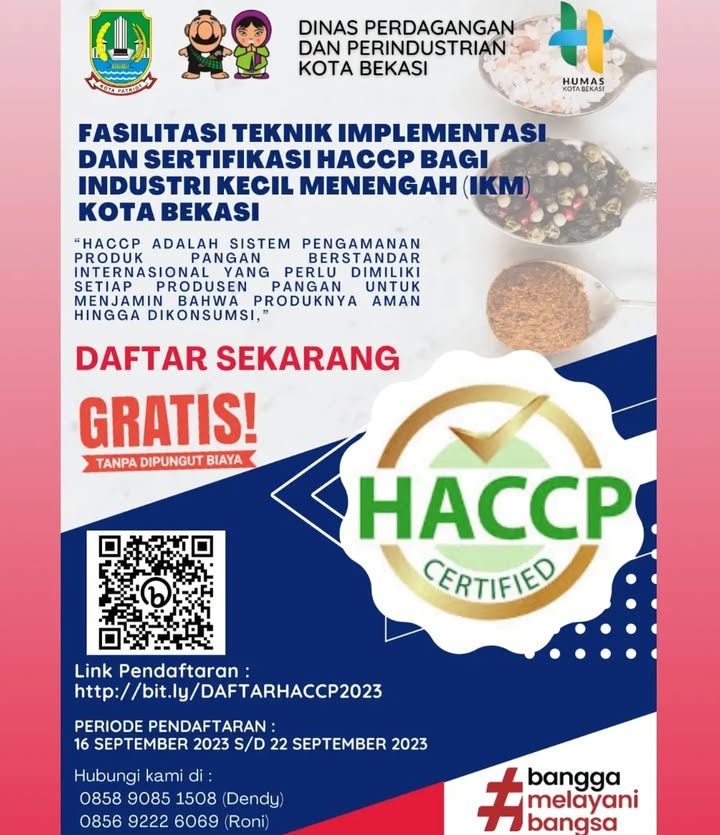 DINAS PERDAGANGAN
DAN PERINDUSTRIAN
KOTA BEKASI
KOTA PATRIOT
HUMAS
KOTA BEKASI
FASILITASI TEKNIK IMPLEMENTASI
DAN SERTIFIKASI HACCP BAGI
INDUSTRI KECIL MENENGAH (IKM)
KOTA BEKASI
“HACCP ADALAH SISTEM PENGAMANAN
PRODUK PANGAN BERSTANDAR
INTERNASIONAL YANG PERLU DIMILIKI
SETIAP PRODUSEN PANGAN UNTUK
MENJAMIN BAHWA PRODUKNYA AMAN
HINGGA DIKONSUMSI,”
DAFTAR SEKARANG
GRATIS!
TANPA DIPUNGUT BIAYA
HACCP
CERTIFIED
b
Link Pendaftaran :
http://bit.ly/DAFTARHACCP2023
PERIODE PENDAFTARAN :
16 SEPTEMBER 2023 S/D 22 SEPTEMBER 2023
Hubungi kami di :
0858 9085 1508 (Dendy)
0856 9222 6069 (Roni)
#bangga
melayani
bangsa